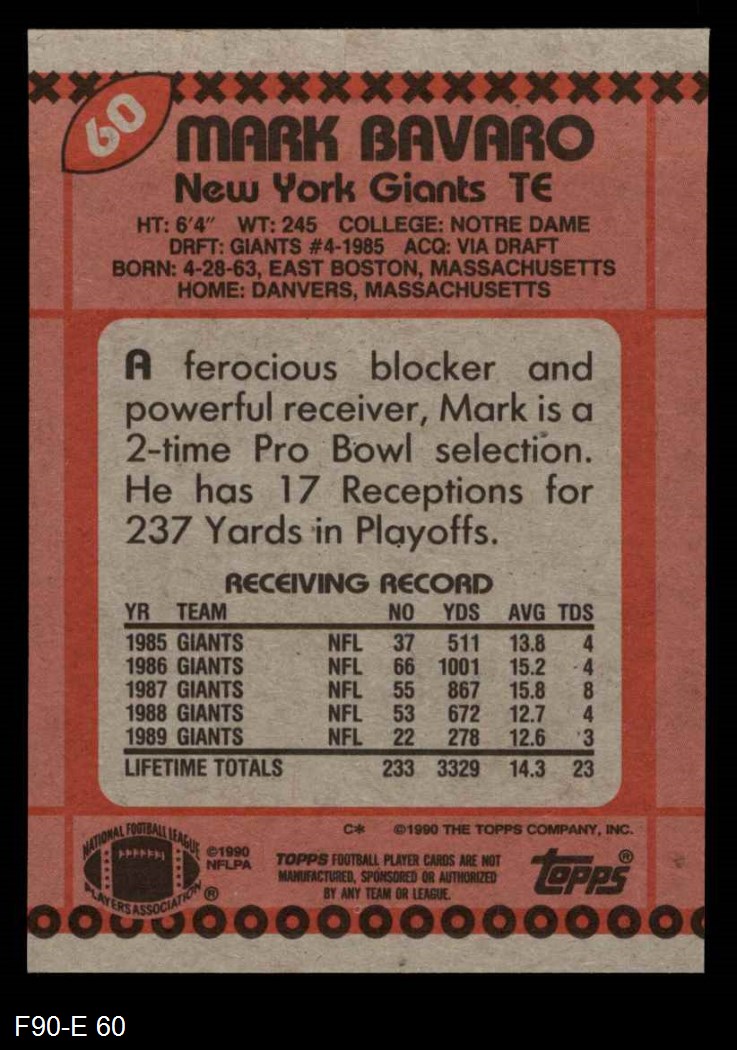 60
MARK BAVARO
New York Giants TE
HT: 6'4" WT: 245 COLLEGE: NOTRE DAME
DRFT: GIANTS #4-1985 ACQ: VIA DRAFT
BORN: 4-28-63, EAST BOSTON, MASSACHUSETTS
HOME: DANVERS, MASSACHUSETTS
A ferocious blocker and
powerful receiver, Mark is a
2-time Pro Bowl selection.
He has 17 Receptions for
237 Yards in Playoffs.
RECEIVING RECORD
YR TEAM NO YDS AVG TDS
1985 GIANTS NFL 37 511 13.8 4
1986 GIANTS NFL 66 1001 15.2 4
1987 GIANTS NFL 55 867 15.8 8
1988 GIANTS NFL 53 672 12.7 4
1989 GIANTS NFL 22 278 12.6 3
LIFETIME TOTALS 233 3329 14.3 23
C* ©1990 THE TOPPS COMPANY, INC.
NATIONAL FOOTBALL LEAGUE
PLAYERS ASSOCIATION ®
©1990
NFLPA
TOPPS FOOTBALL PLAYER CARDS ARE NOT
MANUFACTURED, SPONSORED OR AUTHORIZED
BY ANY TEAM OR LEAGUE.
topps®
F90-E 60